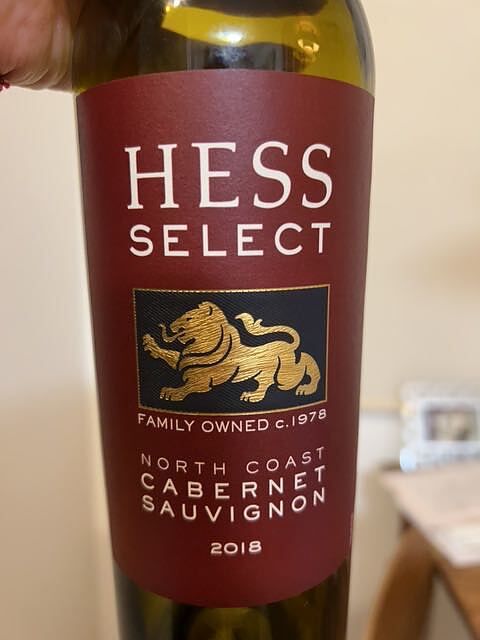 HESS
SELECT
FAMILY OWNED c.1978
NORTH COAST
CABERNET
SAUVIGNON
2018